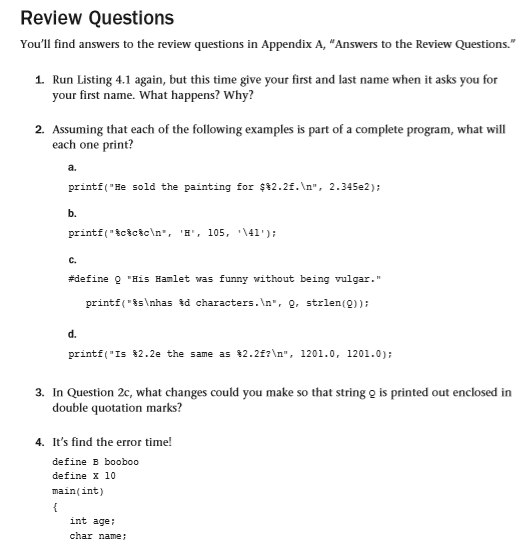 Review Questions
You'll find answers to the review questions in Appendix A, "Answers to the Review Questions."
1. Run Listing 4.1 again, but this time give your first and last name when it asks you for
your first name. What happens? Why?
2. Assuming that each of the following examples is part of a complete program, what will
each one print?
a.
printf("He sold the painting for $%2.2f.\n", 2.345e2);
b.
printf("%c%c%c\n", 'H', 105, '\41');
c.
#define Q "His Hamlet was funny without being vulgar."
printf("%s\nhas %d characters.\n", Q, strlen(Q));
d.
printf("Is %2.2e the same as %2.2f?\n", 1201.0, 1201.0);
3. In Question 2c, what changes could you make so that string Q is printed out enclosed in
double quotation marks?
4. It's find the error time!
define B booboo
define X 10
main(int)
{
int age;
char name;